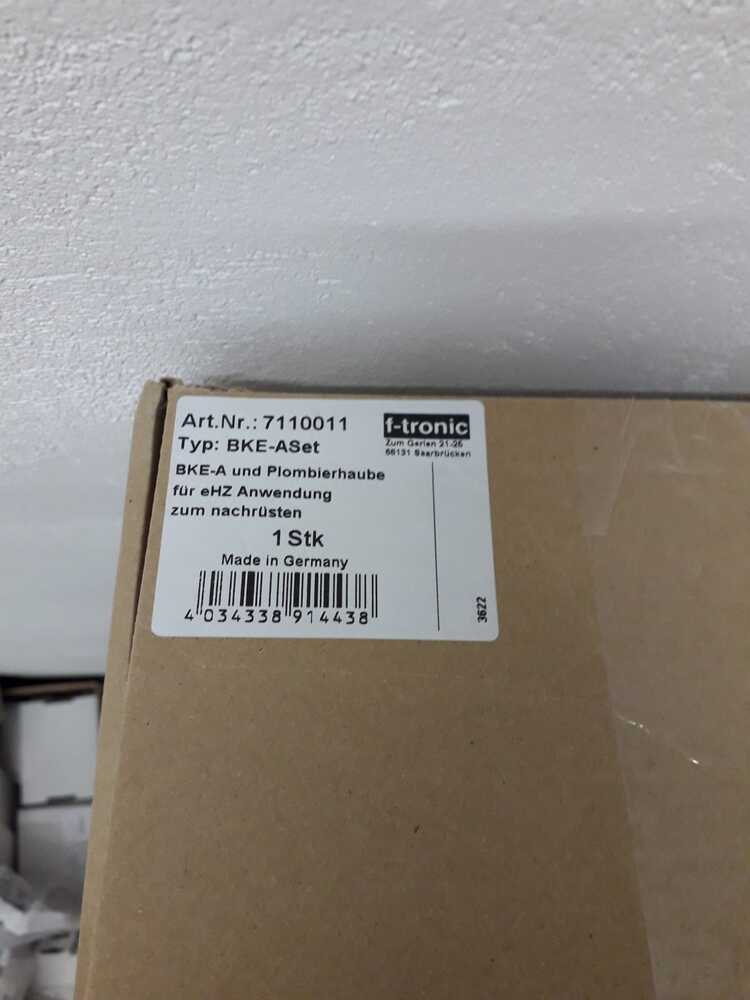 Art.Nr.: 7110011
f-tronic
Typ: BKE-ASet
Zum Gerlen 21-25
66131 Saarbrücken
BKE-A und Plombierhaube
für eHZ Anwendung
zum nachrüsten
1 Stk
Made in Germany
4 034338 914438
3622